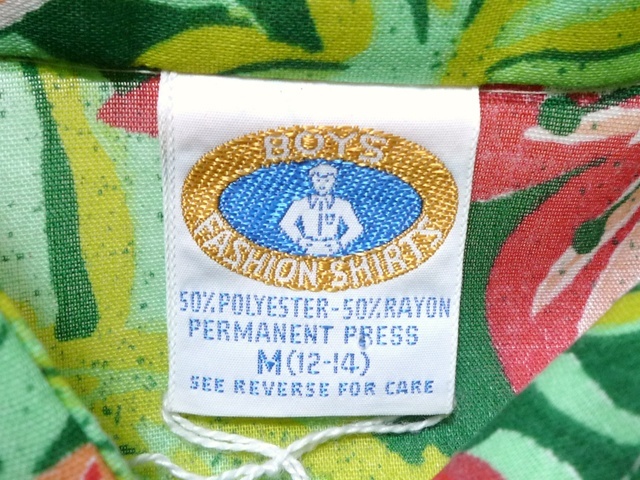 BOYS
FASHION SHIRTS
50% POLYESTER-50% RAYON
PERMANENT PRESS
M (12-14)
SEE REVERSE FOR CARE